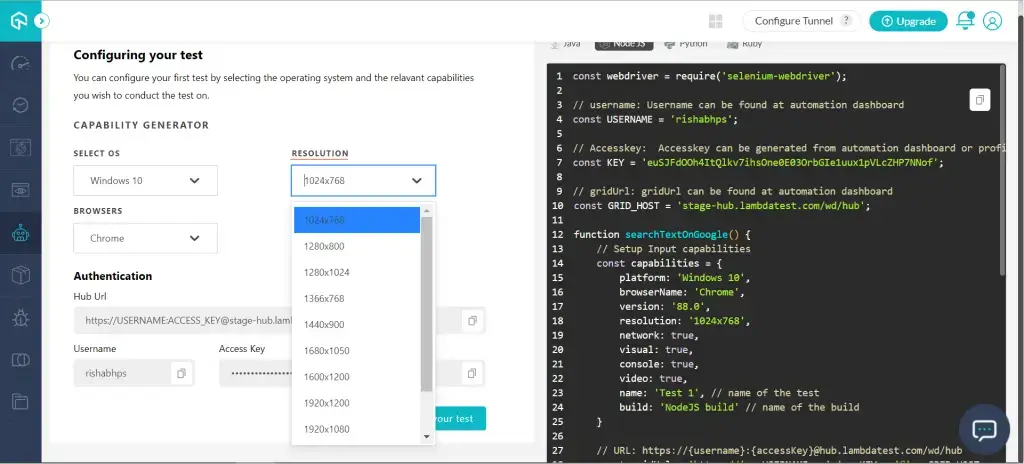 Configure Tunnel ?
Upgrade
Configuring your test
You can configure your first test by selecting the operating system and the relavant capabilities
you wish to conduct the test on.
CAPABILITY GENERATOR
SELECT OS
Windows 10
RESOLUTION
1024x768
1024x768
1280x800
1280x1024
1366x768
1440x900
1680x1050
1600x1200
1920x1200
1920x1080
BROWSERS
Chrome
Authentication
Hub Url
https://USERNAME:ACCESS_KEY@stage-hub.lam
Username
rishabhps
Access Key
••••••••••••••••
your test
Java Node JS Python Ruby
1 const webdriver = require('selenium-webdriver');
2
3 // username: Username can be found at automation dashboard
4 const USERNAME = 'rishabhps';
5
6 // Accesskey:  Accesskey can be generated from automation dashboard or profi
7 const KEY = 'euSJFdOOh4ItQlkv7ihsOne0E03OrbGIe1uux1pVLcZHP7NNof';
8
9 // gridUrl: gridUrl can be found at automation dashboard
10 const GRID_HOST = 'stage-hub.lambdatest.com/wd/hub';
11
12 function searchTextOnGoogle() {
13 // Setup Input capabilities
14 const capabilities = {
15 platform: 'Windows 10',
16 browserName: 'Chrome',
17 version: '88.0',
18 resolution: '1024x768',
19 network: true,
20 visual: true,
21 console: true,
22 video: true,
23 name: 'Test 1', // name of the test
24 build: 'NodeJS build' // name of the build
25 }
26
27 // URL: https://{username}:{accessKey}@hub.lambdatest.com/wd/hub